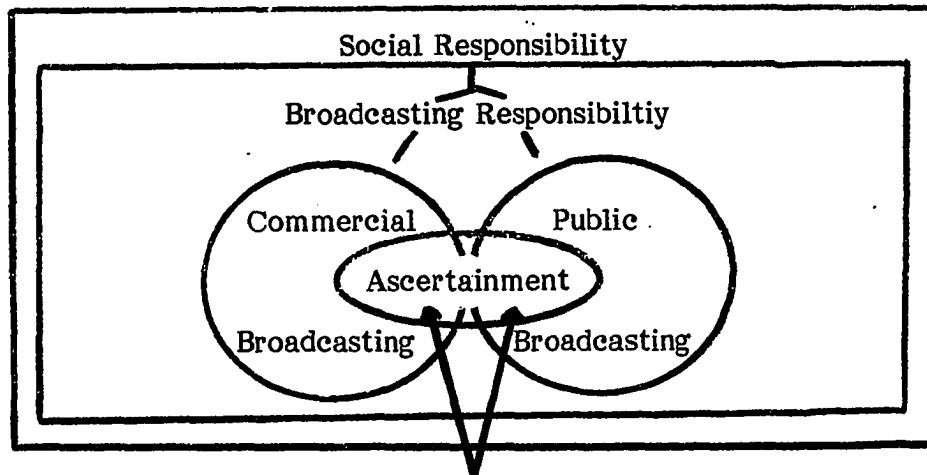 Social Responsibility
Broadcasting Responsibiltiy
Commercial
Public
Ascertainment
Broadcasting
Broadcasting